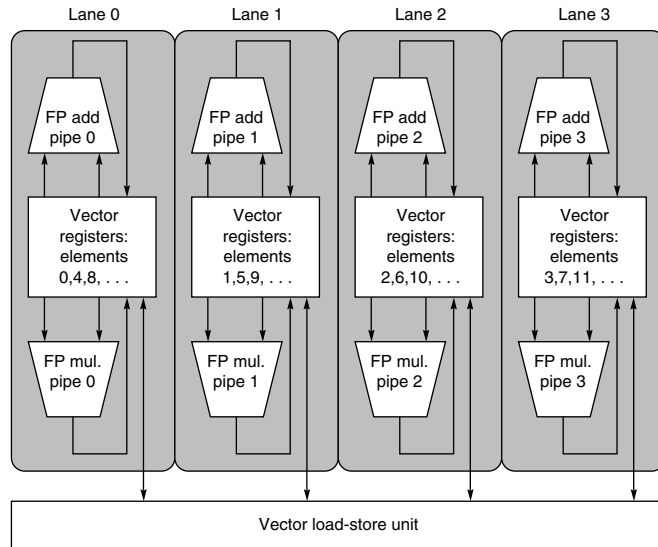 Lane 0
Lane 1
Lane 2
Lane 3
FP add
pipe 0
FP add
pipe 1
FP add
pipe 2
FP add
pipe 3
Vector
registers:
elements
0,4,8, . . .
Vector
registers:
elements
1,5,9, . . .
Vector
registers:
elements
2,6,10, . . .
Vector
registers:
elements
3,7,11, . . .
FP mul.
pipe 0
FP mul.
pipe 1
FP mul.
pipe 2
FP mul.
pipe 3
Vector load-store unit